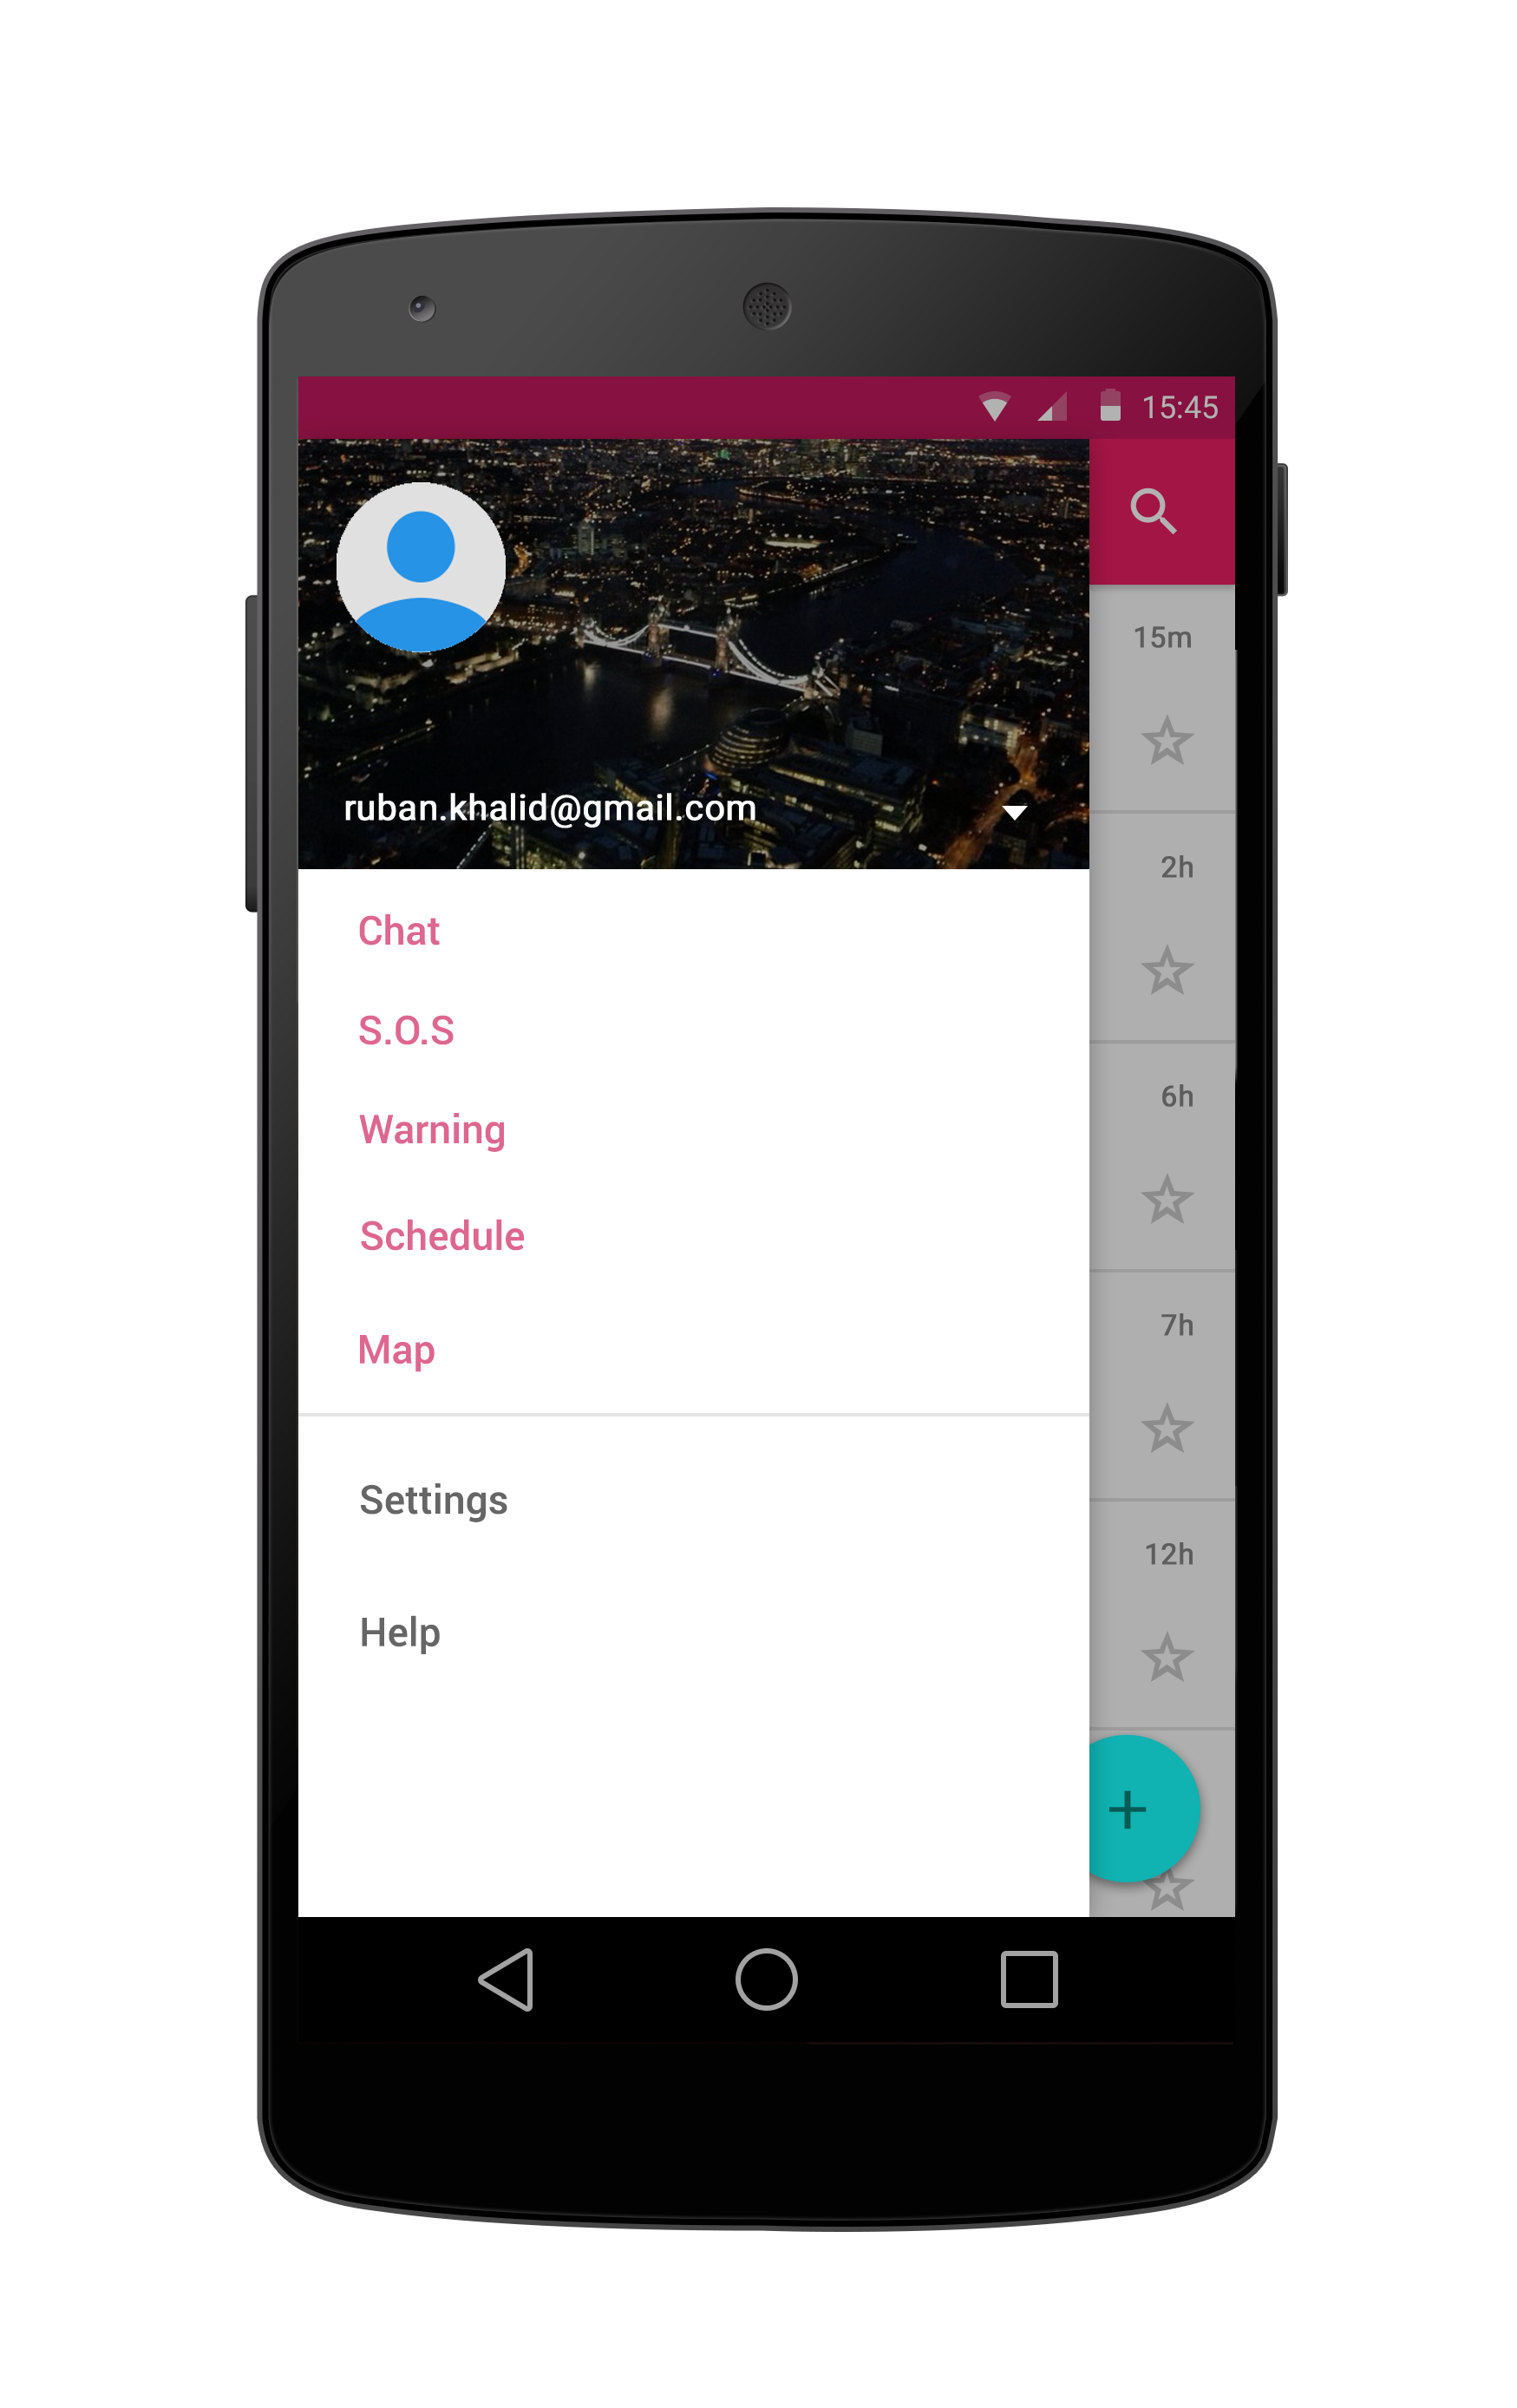 15:45
ruban.khalid@gmail.com
Chat
S.O.S
Warning
Schedule
Map
Settings
Help
15m
2h
6h
7h
12h